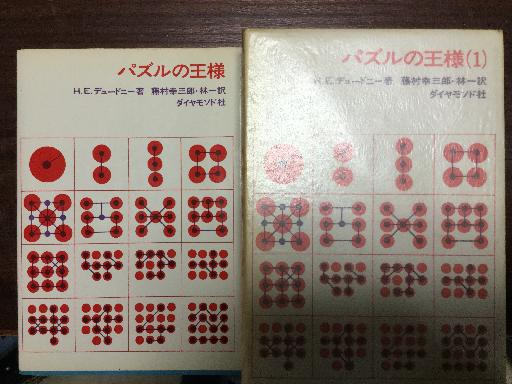 パズルの王様
H.E.デュードニー著 藤村幸三郎・林一訳
ダイヤモンド社
パズルの王様(1)
H.E.デュードニー著 藤村幸三郎・林一訳
ダイヤモンド社